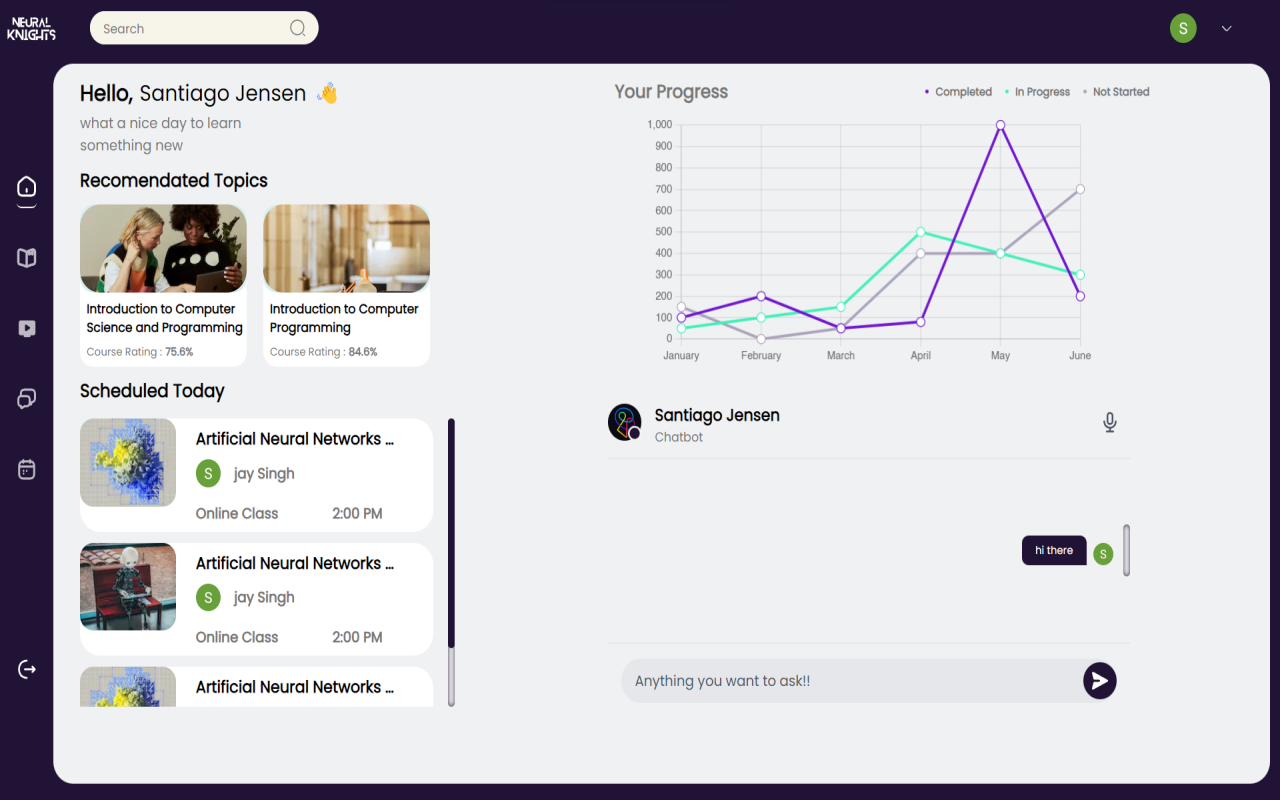 NEURAL
KNIGHTS
Search
S
Hello, Santiago Jensen 👋
what a nice day to learn
something new
Recomendated Topics
Introduction to Computer
Science and Programming
Course Rating : 75.6%
Introduction to Computer
Programming
Course Rating : 84.6%
Scheduled Today
Artificial Neural Networks ...
S jay Singh
Online Class 2:00 PM
Artificial Neural Networks ...
S jay Singh
Online Class 2:00 PM
Artificial Neural Networks ...
Your Progress
Completed In Progress Not Started
1,000
900
800
700
600
500
400
300
200
100
0
January February March April May June
Santiago Jensen
Chatbot
hi there S
Anything you want to ask!!